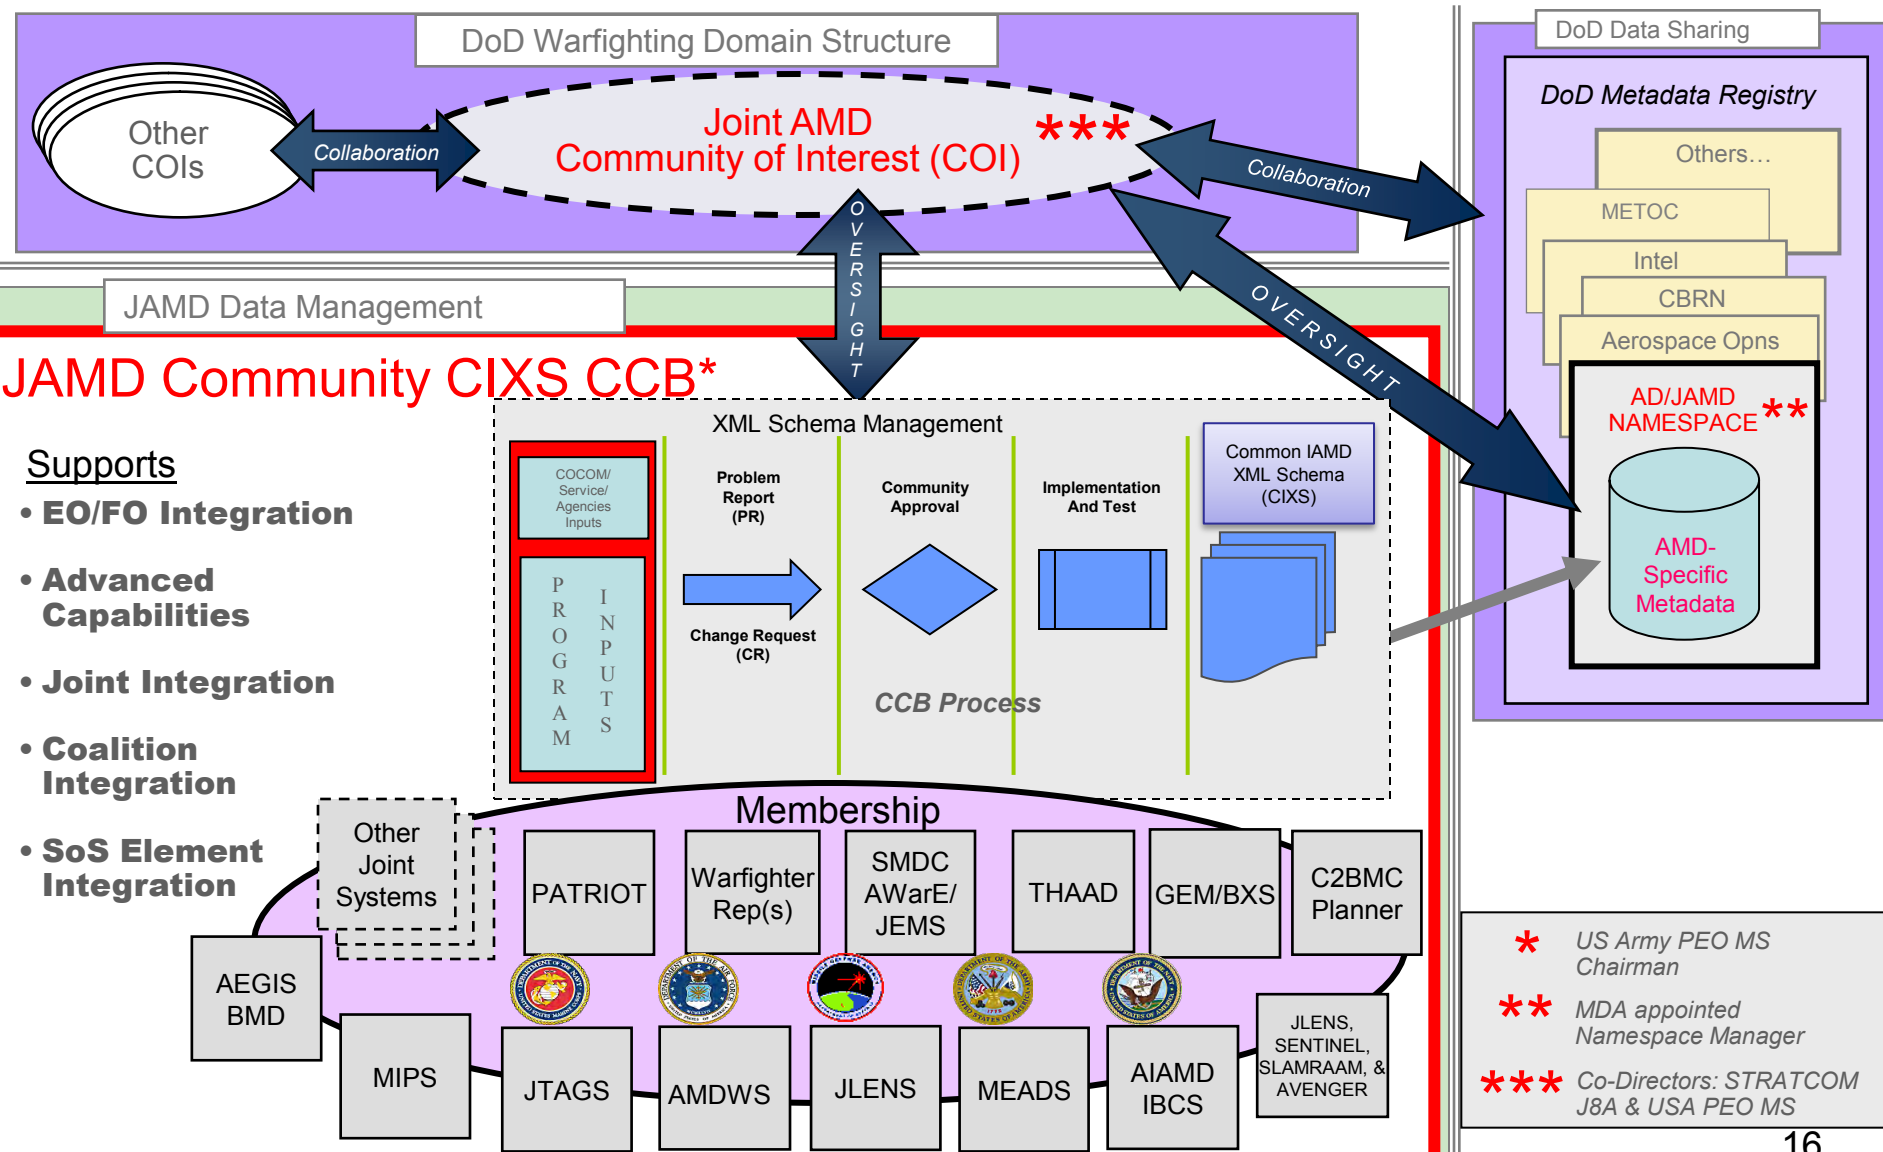 DoD Warfighting Domain Structure
Other
COIs
Collaboration
Joint AMD
Community of Interest (COI)
***
Collaboration
OVERSIGHT
OVERSIGHT
DoD Data Sharing
DoD Metadata Registry
Others…
METOC
Intel
CBRN
Aerospace Opns
AD/JAMD
NAMESPACE
**
AMD-
Specific
Metadata
JAMD Data Management
JAMD Community CIXS CCB*
Supports
• EO/FO Integration
• Advanced
Capabilities
• Joint Integration
• Coalition
Integration
• SoS Element
Integration
XML Schema Management
COCOM/
Service/
Agencies
Inputs
PROGRAM
INPUTS
Problem
Report
(PR)
Change Request
(CR)
Community
Approval
Implementation
And Test
Common IAMD
XML Schema
(CIXS)
CCB Process
Membership
Other
Joint
Systems
PATRIOT
Warfighter
Rep(s)
SMDC
AWarE/
JEMS
THAAD
GEM/BXS
C2BMC
Planner
AEGIS
BMD
MIPS
JTAGS
AMDWS
JLENS
MEADS
AIAMD
IBCS
JLENS,
SENTINEL,
SLAMRAAM, &
AVENGER
* US Army PEO MS
Chairman
** MDA appointed
Namespace Manager
*** Co-Directors: STRATCOM
J8A & USA PEO MS
16